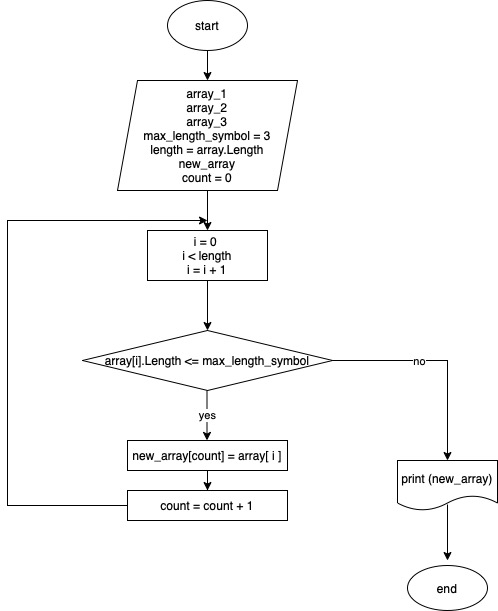 start
array_1
array_2
array_3
max_length_symbol = 3
length = array.Length
new_array
count = 0
i = 0
i < length
i = i + 1
array[i].Length <= max_length_symbol
no
yes
new_array[count] = array[ i ]
print (new_array)
count = count + 1
end